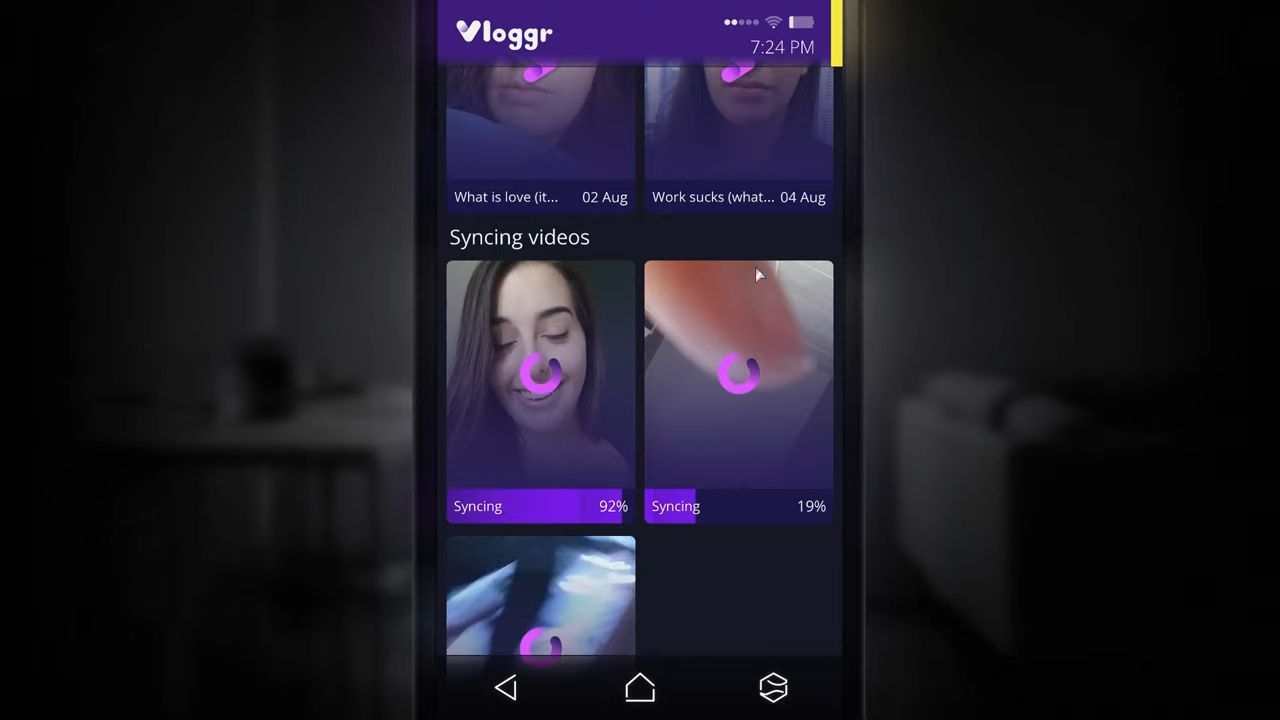 Vloggr
7:24 PM
What is love (it... 02 Aug
Work sucks (what... 04 Aug
Syncing videos
Syncing 92%
Syncing 19%